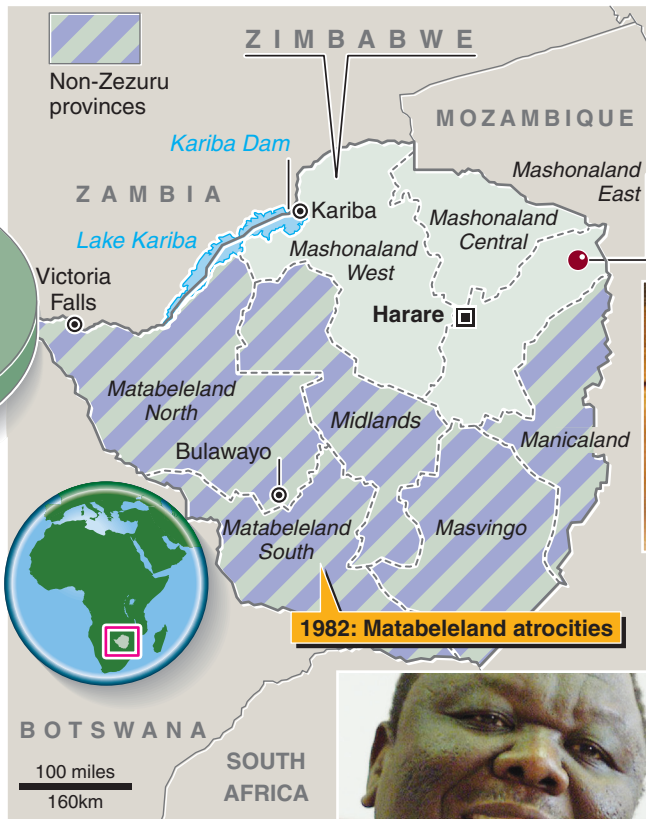 Non-Zezuru
provinces
ZIMBABWE
MOZAMBIQUE
Kariba Dam
Mashonaland
East
ZAMBIA
Kariba
Mashonaland
Central
Lake Kariba
Mashonaland
West
Victoria
Falls
Harare
Matabeleland
North
Midlands
Manicaland
Bulawayo
Matabeleland
South
Masvingo
1982: Matabeleland atrocities
BOTSWANA
SOUTH
AFRICA
100 miles
160km